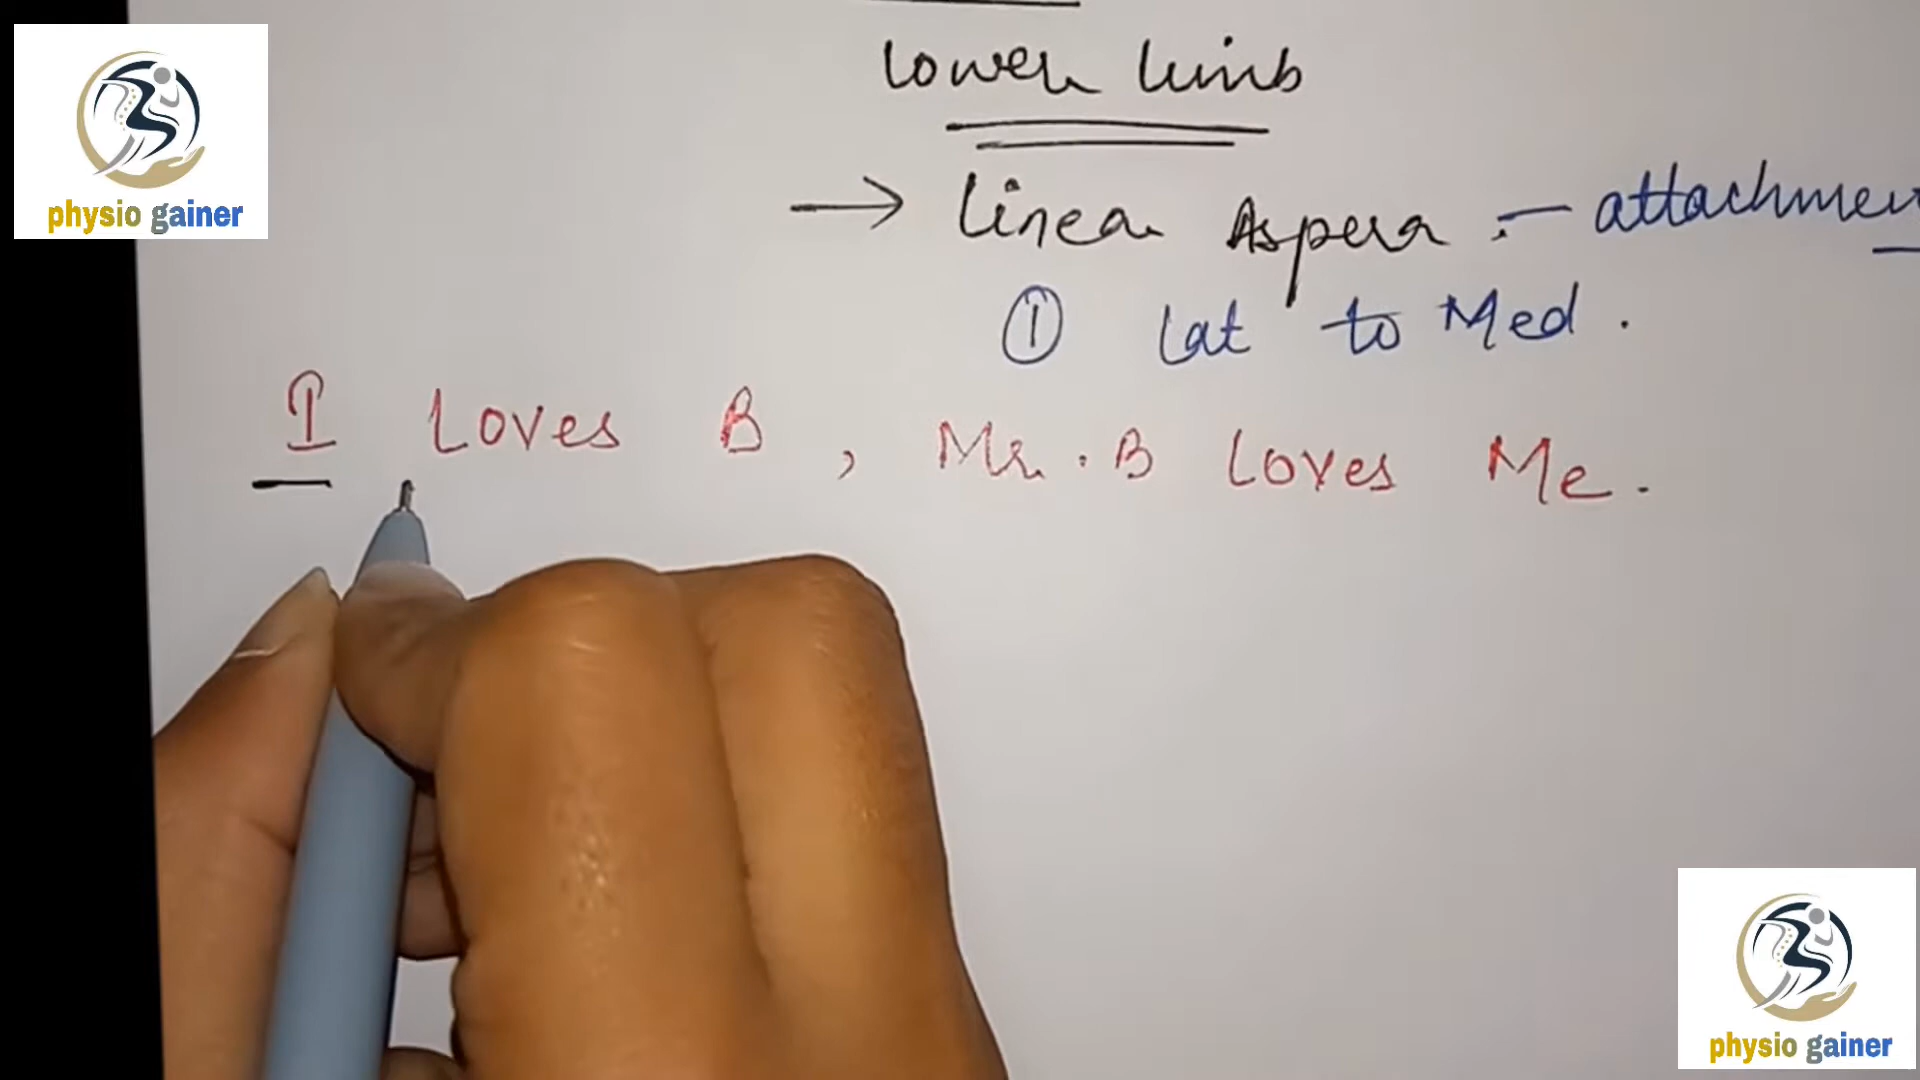 physio gainer
Lower limb
→ Linea Aspera :- attachmen
① Lat to Med .
I Loves B , Mr. B Loves Me .
physio gainer